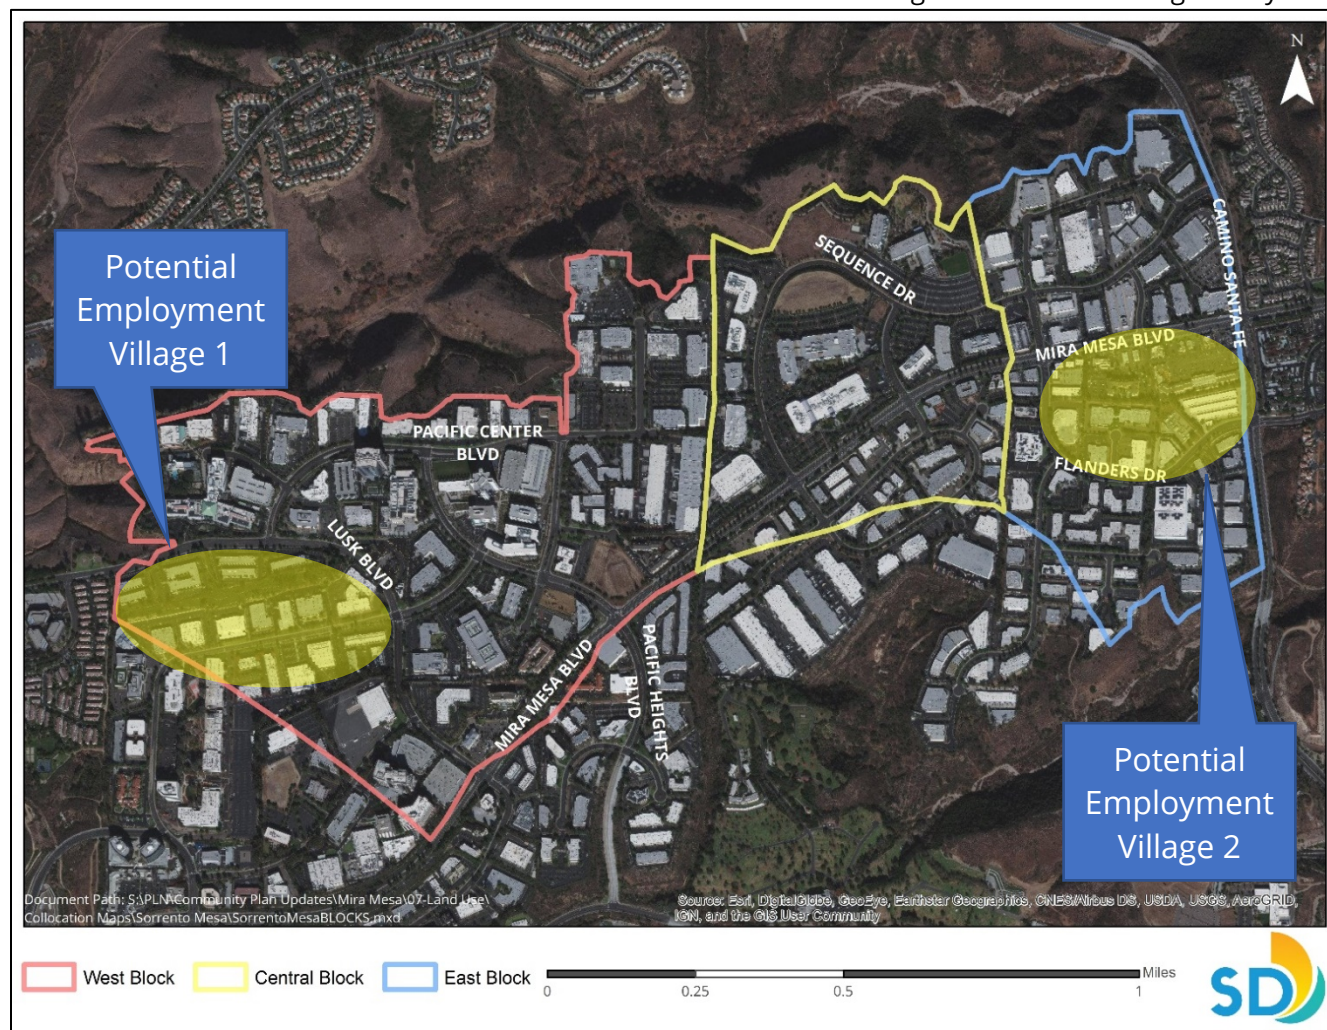 N
Potential
Employment
Village 1
SEQUENCE DR
CAMINO SANTA FE
MIRA MESA BLVD
PACIFIC CENTER
BLVD
FLANDERS DR
LUSK BLVD
MIRA MESA BLVD
PACIFIC HEIGHTS
BLVD
Potential
Employment
Village 2
Document Path: S:\PLN\Community Plan Updates\Mira Mesa\07-Land Use\
Collocation Maps\Sorrento Mesa\SorrentoMesaBLOCKS.mxd
Source: Esri, DigitalGlobe, GeoEye, Earthstar Geographics, CNES/Airbus DS, USDA, USGS, AeroGRID,
IGN, and the GIS User Community
West Block
Central Block
East Block
Miles
0 0.25 0.5 1
SD